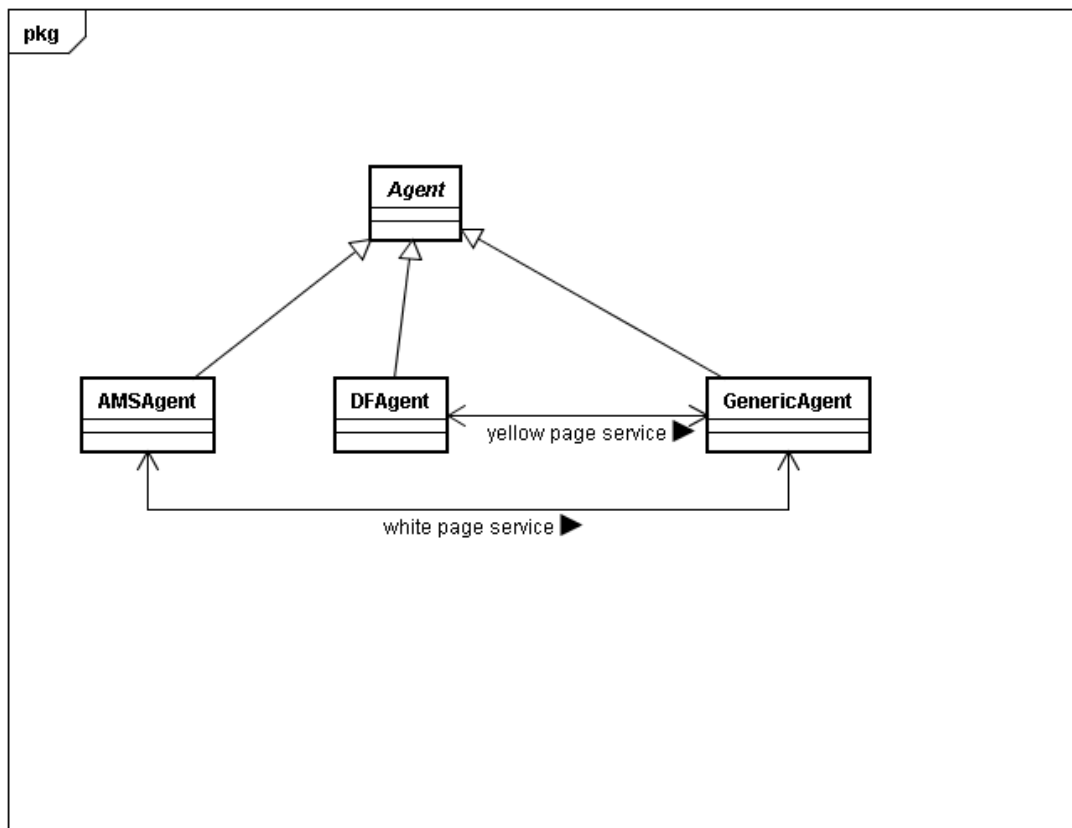 pkg
Agent
AMSAgent
DFAgent
GenericAgent
yellow page service
white page service